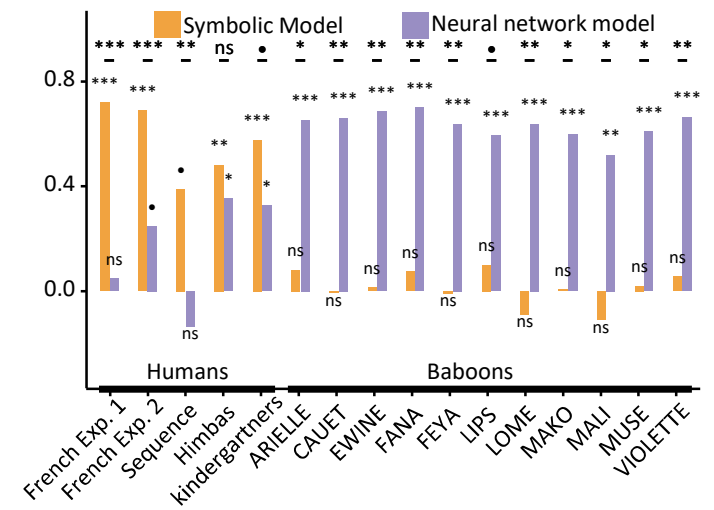 Symbolic Model Neural network model
*** *** ** ns • * ** ** ** ** • ** * * * **
0.8
*** *** • ** *** *** *** *** *** *** *** *** *** ** *** ***
0.4
ns • * *
ns ns ns ns ns ns ns ns ns ns ns
0.0
ns
Humans Baboons
French Exp. 1
French Exp. 2
Sequence
Himbas
kindergartners
ARIELLE
CAUET
EWINE
FANA
FEYA
LIPS
LOME
MAKO
MALI
MUSE
VIOLETTE